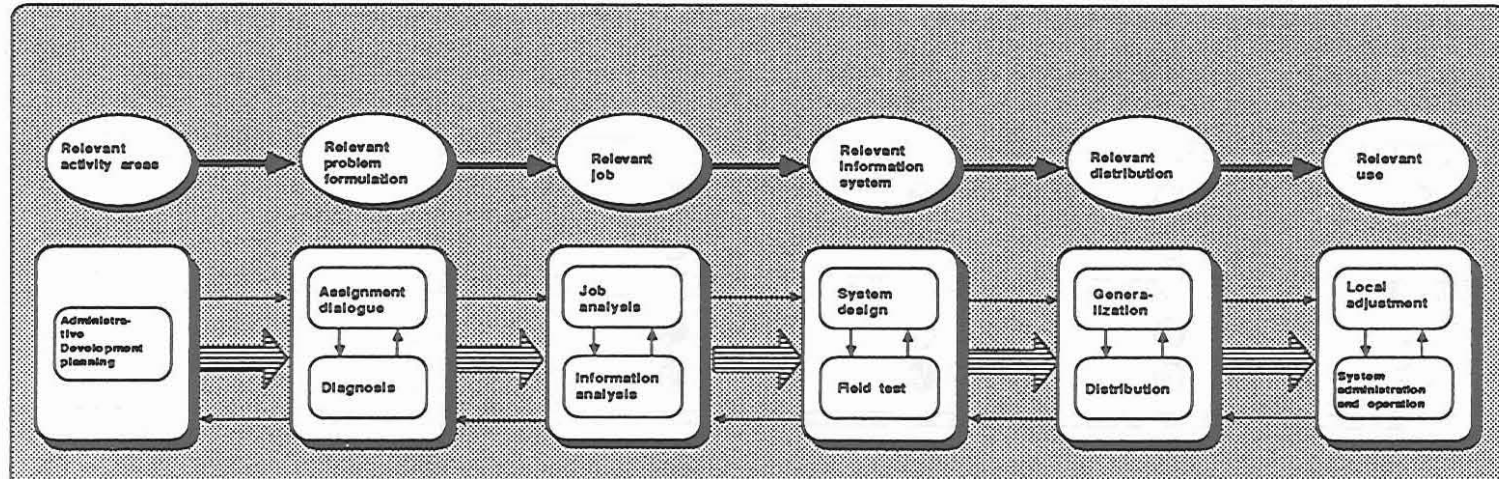 Relevant
activity areas
Relevant
problem
formulation
Relevant
job
Relevant
Information
system
Relevant
distribution
Relevant
use
Administra-
tive
Development
planning
Assignment
dialogue
Diagnosis
Job
analysis
Information
analysis
System
design
Field test
Genera-
lization
Distribution
Local
adjustment
System
administration
and operation